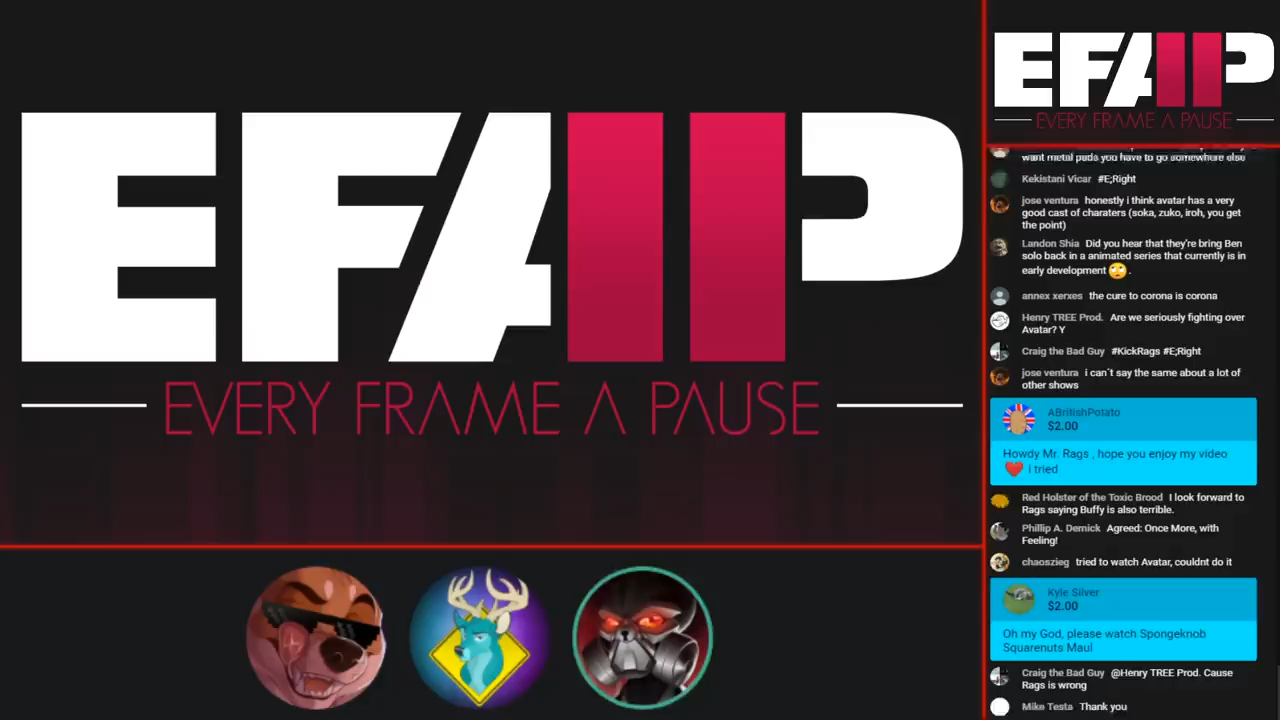 EFAP
EVERY FRAME A PAUSE
EFAP
EVERY FRAME A PAUSE
want metal puds you have to go somewhere else
Kekistani Vicar #E;Right
jose ventura honestly i think avatar has a very
good cast of charaters (soka, zuko, iroh, you get
the point)
Landon Shia Did you hear that they're bring Ben
solo back in a animated series that currently is in
early development 🙄 .
annex xerxes the cure to corona is corona
Henry TREE Prod. Are we seriously fighting over
Avatar? Y
Craig the Bad Guy #KickRags #E;Right
jose ventura i can´t say the same about a lot of
other shows
ABritishPotato
$2.00
Howdy Mr. Rags , hope you enjoy my video
❤️ i tried
Red Holster of the Toxic Brood I look forward to
Rags saying Buffy is also terrible.
Phillip A. Demick Agreed: Once More, with
Feeling!
chaoszieg tried to watch Avatar, couldnt do it
Kyle Silver
$2.00
Oh my God, please watch Spongeknob
Squarenuts Maul
Craig the Bad Guy @Henry TREE Prod. Cause
Rags is wrong
Mike Testa Thank you